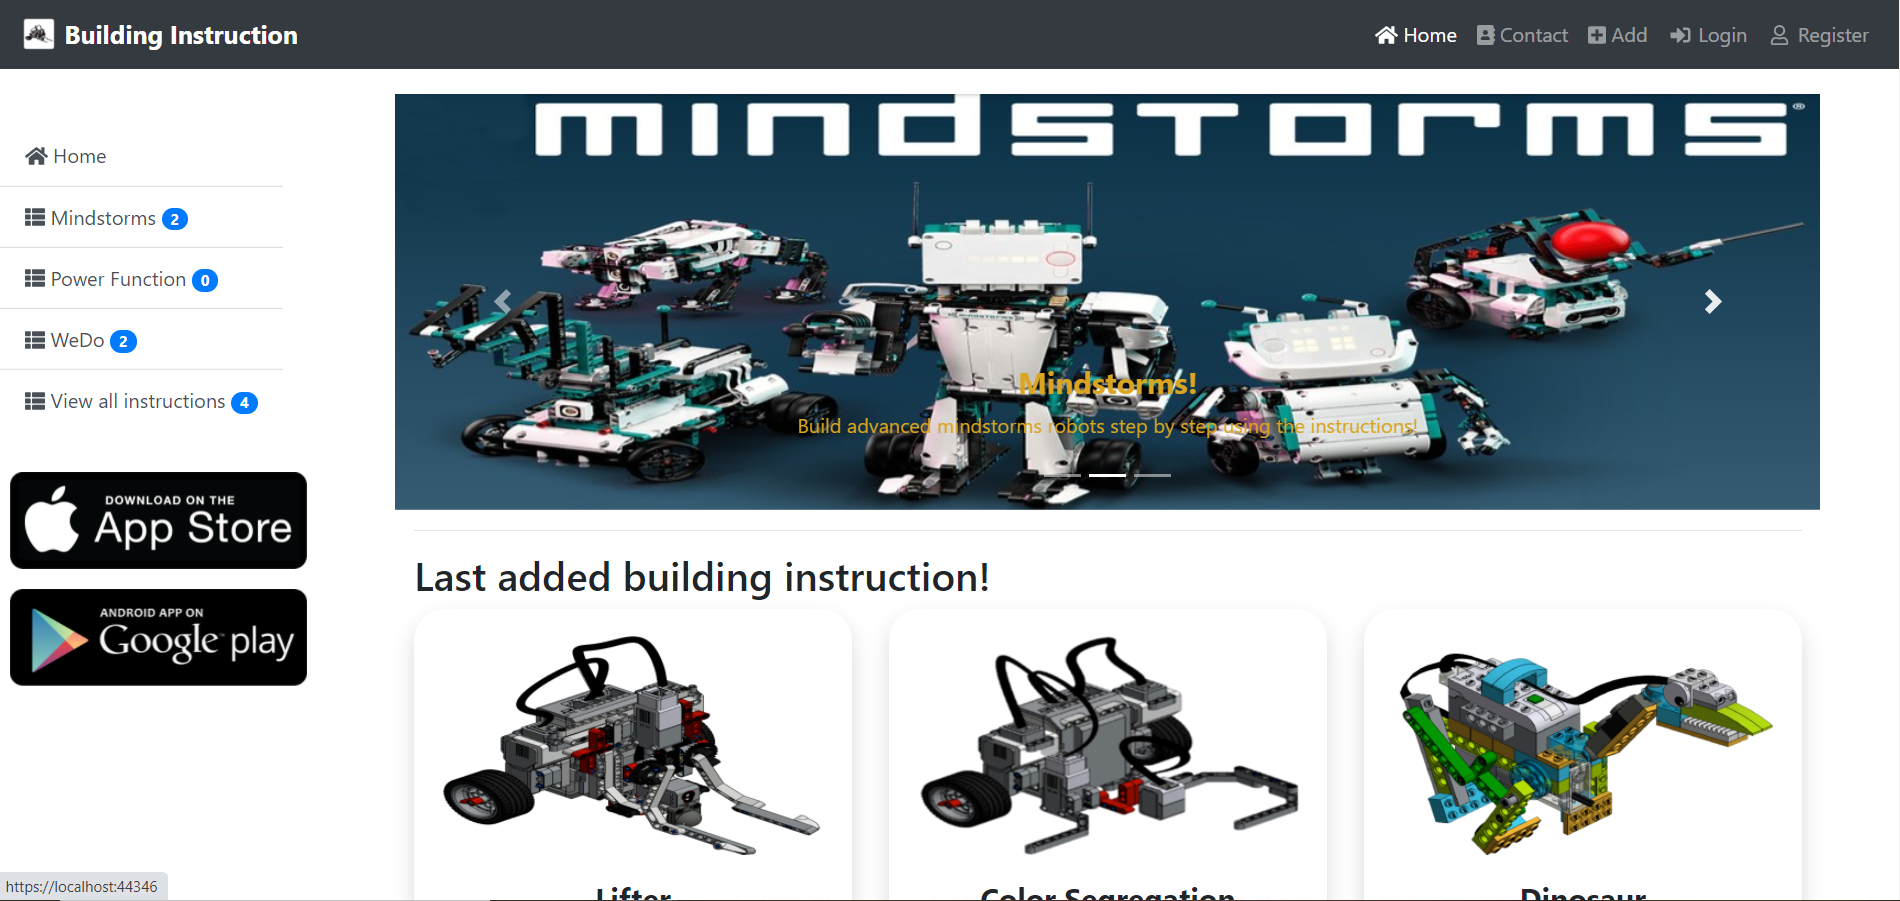 Building Instruction
Home Contact Add Login Register
Home
Mindstorms 2
Power Function 0
WeDo 2
View all instructions 4
DOWNLOAD ON THE
App Store
ANDROID APP ON
Google play
mindstorms®
MINDSTORMS
Mindstorms!
Build advanced mindstorms robots step by step using the instructions!
Last added building instruction!
Lifter
Color Segregation
Dinosaur
https://localhost:44346